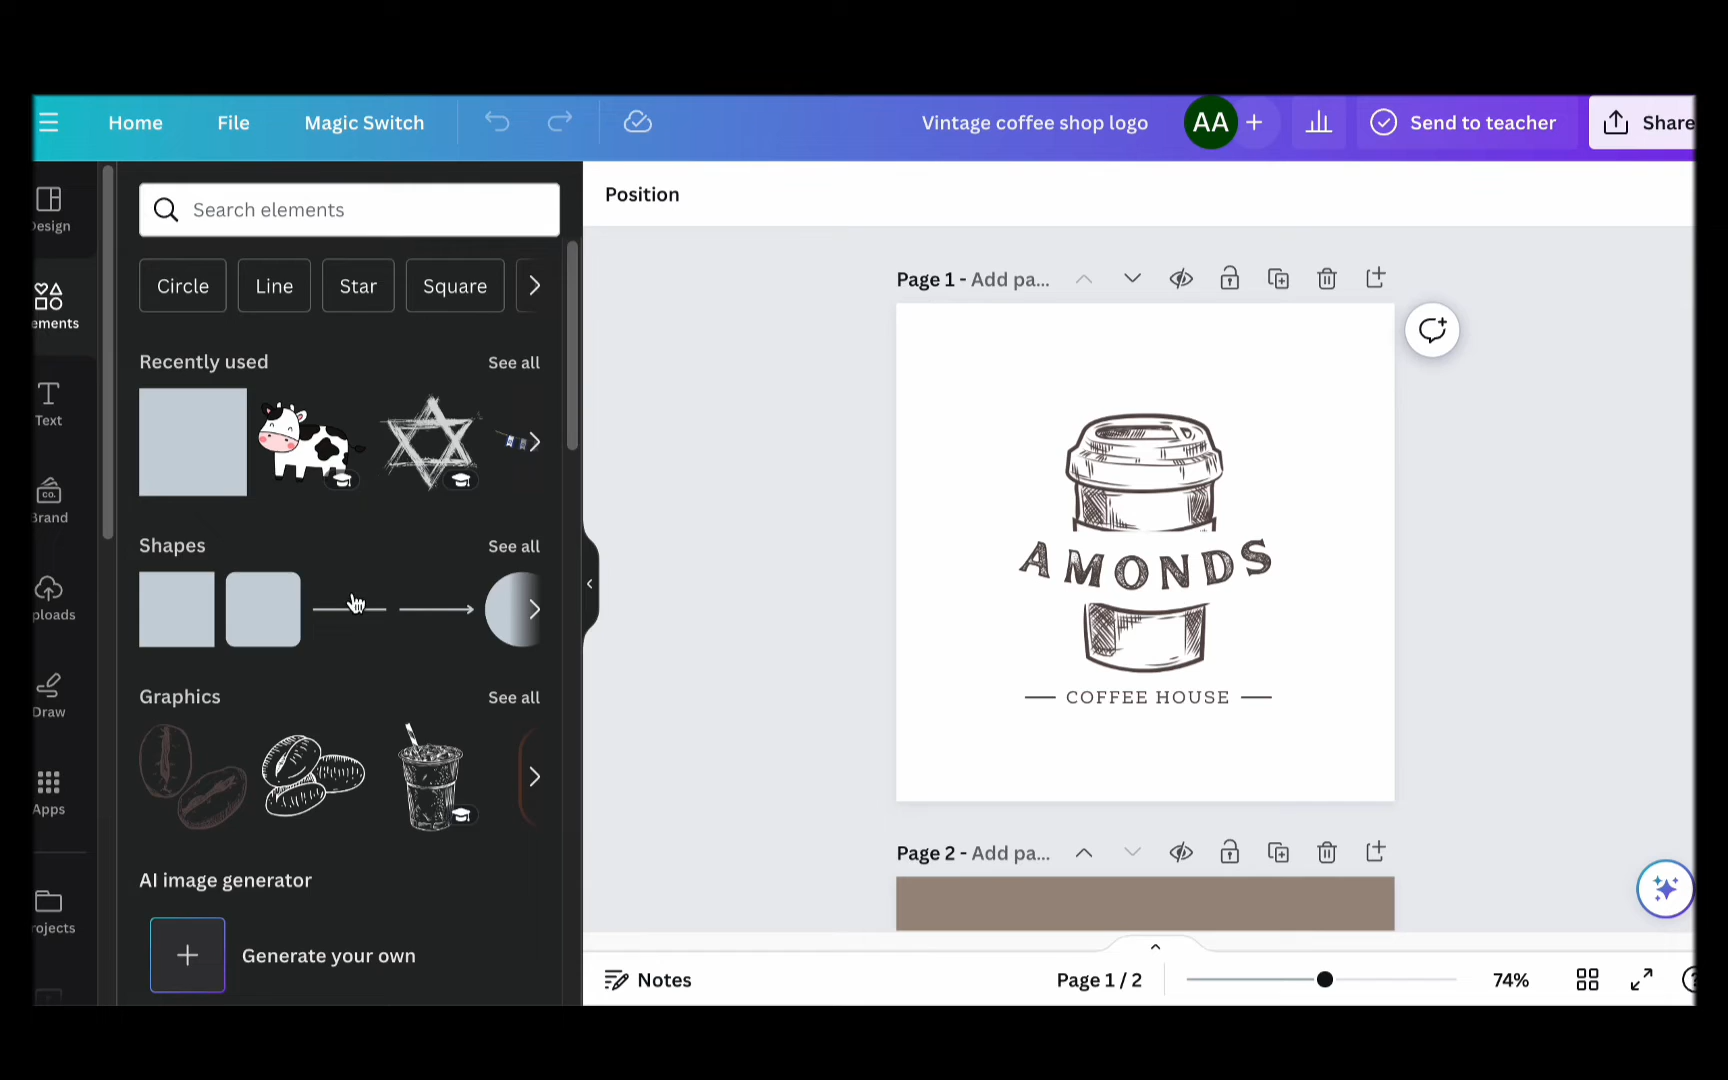 Home File Magic Switch Vintage coffee shop logo AA Send to teacher Share
Position
esign
ements
Text
Brand
ploads
Draw
Apps
rojects
Search elements
Circle Line Star Square
Recently used See all
Shapes See all
Graphics See all
AI image generator
Generate your own
Page 1 - Add pa...
AMONDS
COFFEE HOUSE
Page 2 - Add pa...
Notes Page 1 / 2 74%